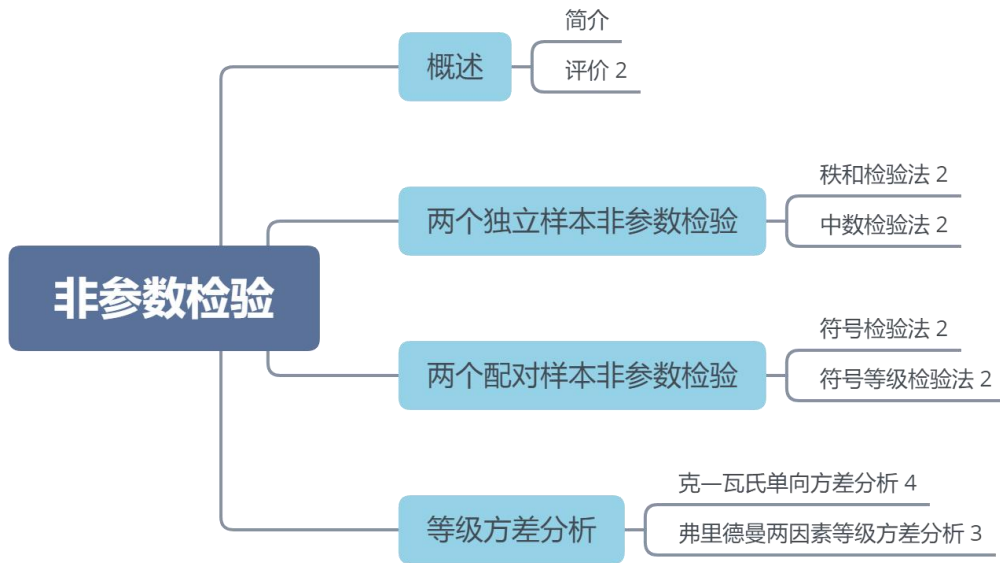 非参数检验
概述
简介
评价 2
两个独立样本非参数检验
秩和检验法 2
中数检验法 2
两个配对样本非参数检验
符号检验法 2
符号等级检验法 2
等级方差分析
克—瓦氏单向方差分析 4
弗里德曼两因素等级方差分析 3